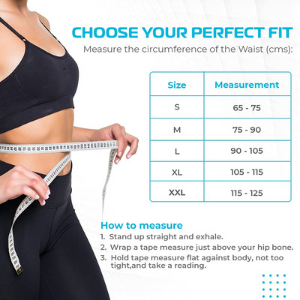 CHOOSE YOUR PERFECT FIT
Measure the circumference of the Waist (cms):
Size Measurement
S 65 - 75
M 75 - 90
L 90 - 105
XL 105 - 115
XXL 115 - 125
How to measure
1. Stand up straight and exhale.
2. Wrap a tape measure just above your hip bone.
3. Hold tape measure flat against body, not too
tight,and take a reading.